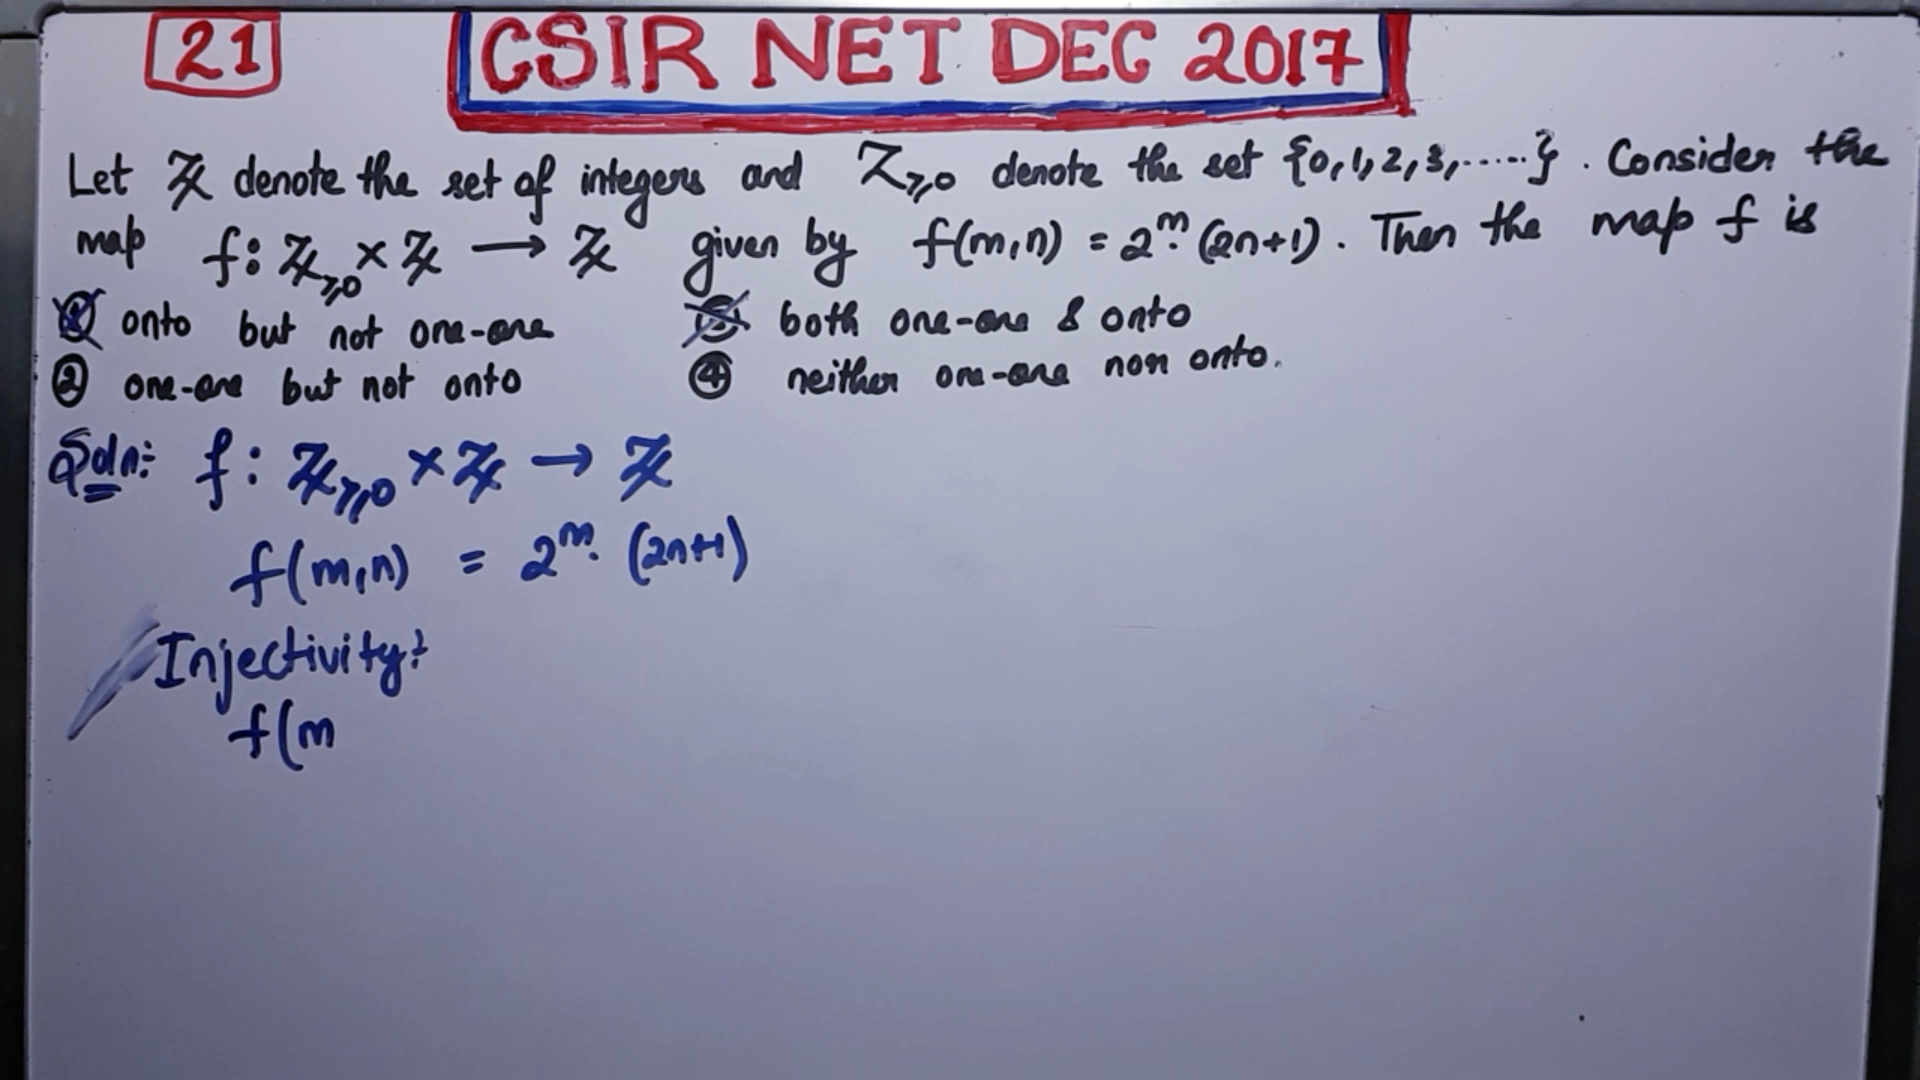 21 CSIR NET DEC 2017
Let ℤ denote the set of integers and ℤ≥0 denote the set {0,1,2,3,......}. Consider the
map f: ℤ≥0 × ℤ → ℤ given by f(m,n) = 2^m. (2n+1). Then the map f is
① onto but not one-one ③ both one-one & onto
② one-one but not onto ④ neither one-one nor onto.
Soln: f: ℤ≥0 × ℤ → ℤ
f(m,n) = 2^m. (2n+1)
Injectivity:
f(m